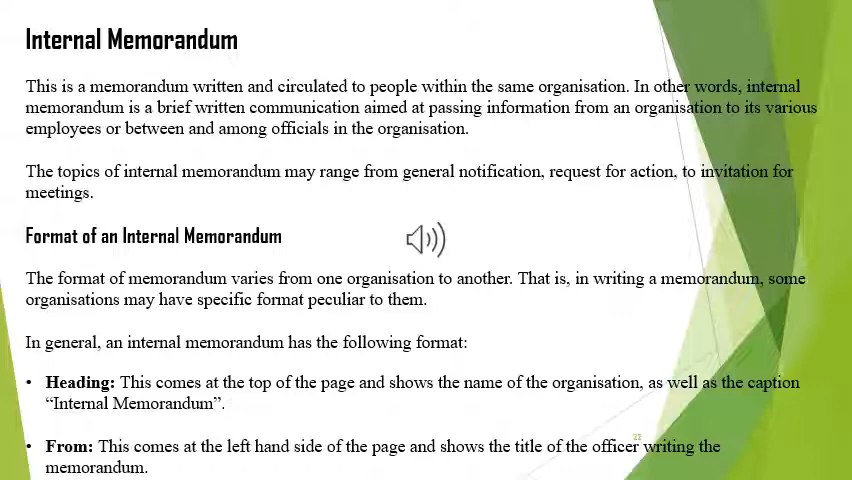 Internal Memorandum
This is a memorandum written and circulated to people within the same organisation. In other words, internal
memorandum is a brief written communication aimed at passing information from an organisation to its various
employees or between and among officials in the organisation.
The topics of internal memorandum may range from general notification, request for action, to invitation for
meetings.
Format of an Internal Memorandum
The format of memorandum varies from one organisation to another. That is, in writing a memorandum, some
organisations may have specific format peculiar to them.
In general, an internal memorandum has the following format:
• Heading: This comes at the top of the page and shows the name of the organisation, as well as the caption
“Internal Memorandum”.
• From: This comes at the left hand side of the page and shows the title of the officer writing the
memorandum.
22